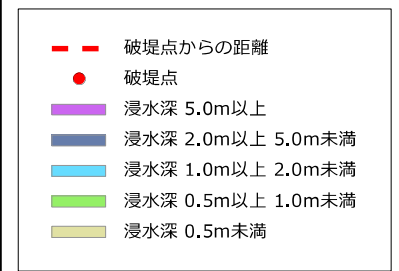 破堤点からの距離
破堤点
浸水深 5.0m以上
浸水深 2.0m以上 5.0m未満
浸水深 1.0m以上 2.0m未満
浸水深 0.5m以上 1.0m未満
浸水深 0.5m未満